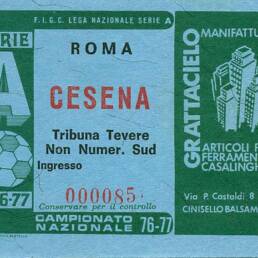 F.I.G.C. LEGA NAZIONALE SERIE A
SERIE
A
76-77
ROMA
CESENA
Tribuna Tevere
Non Numer. Sud
Ingresso
000085
Conservare per il controllo
CAMPIONATO
NAZIONALE 76-77
GRATTACIELO
MANIFATTU
ARTICOLI P
FERRAMEN
CASALINGH
Via P. Castaldi 8
CINISELLO BALSAM